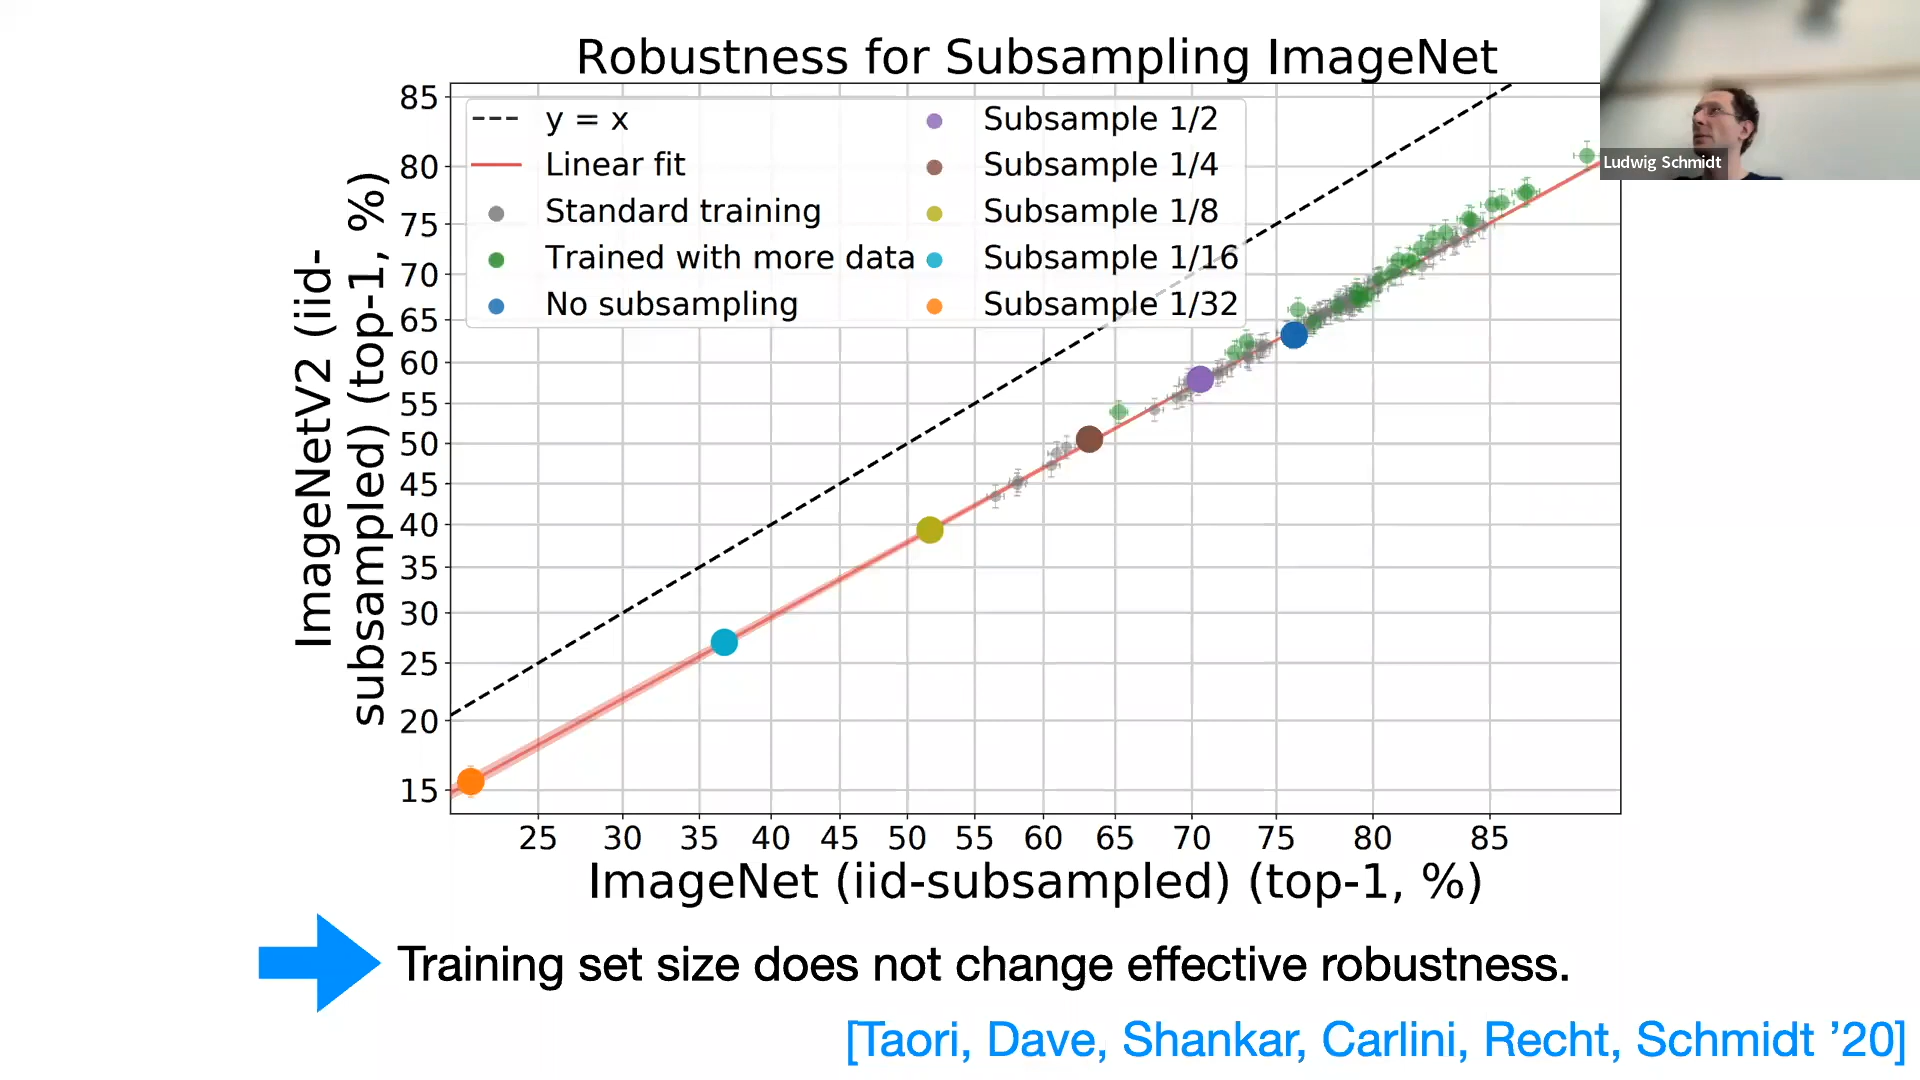 Robustness for Subsampling ImageNet
Ludwig Schmidt
y = x
Linear fit
Standard training
Trained with more data
No subsampling
Subsample 1/2
Subsample 1/4
Subsample 1/8
Subsample 1/16
Subsample 1/32
ImageNetV2 (iid-
subsampled) (top-1, %)
85
80
75
70
65
60
55
50
45
40
35
30
25
20
15
25 30 35 40 45 50 55 60 65 70 75 80 85
ImageNet (iid-subsampled) (top-1, %)
Training set size does not change effective robustness.
[Taori, Dave, Shankar, Carlini, Recht, Schmidt ’20]